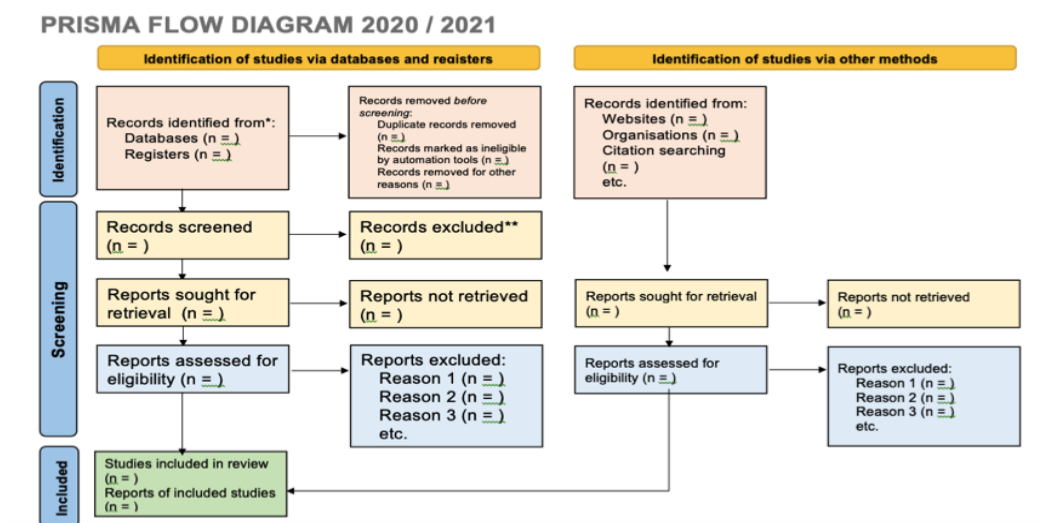 PRISMA FLOW DIAGRAM 2020 / 2021
Identification of studies via databases and registers
Identification of studies via other methods
Identification
Records identified from*:
Databases (n = )
Registers (n = )
Records removed before
screening:
Duplicate records removed
(n = )
Records marked as ineligible
by automation tools (n = )
Records removed for other
reasons (n = )
Records identified from:
Websites (n = )
Organisations (n = )
Citation searching
(n = )
etc.
Screening
Records screened
(n = )
Records excluded**
(n = )
Reports sought for
retrieval (n = )
Reports not retrieved
(n = )
Reports sought for retrieval
(n = )
Reports not retrieved
(n = )
Reports assessed for
eligibility (n = )
Reports excluded:
Reason 1 (n = )
Reason 2 (n = )
Reason 3 (n = )
etc.
Reports assessed for
eligibility (n = )
Reports excluded:
Reason 1 (n = )
Reason 2 (n = )
Reason 3 (n = )
etc.
Included
Studies included in review
(n = )
Reports of included studies
(n = )